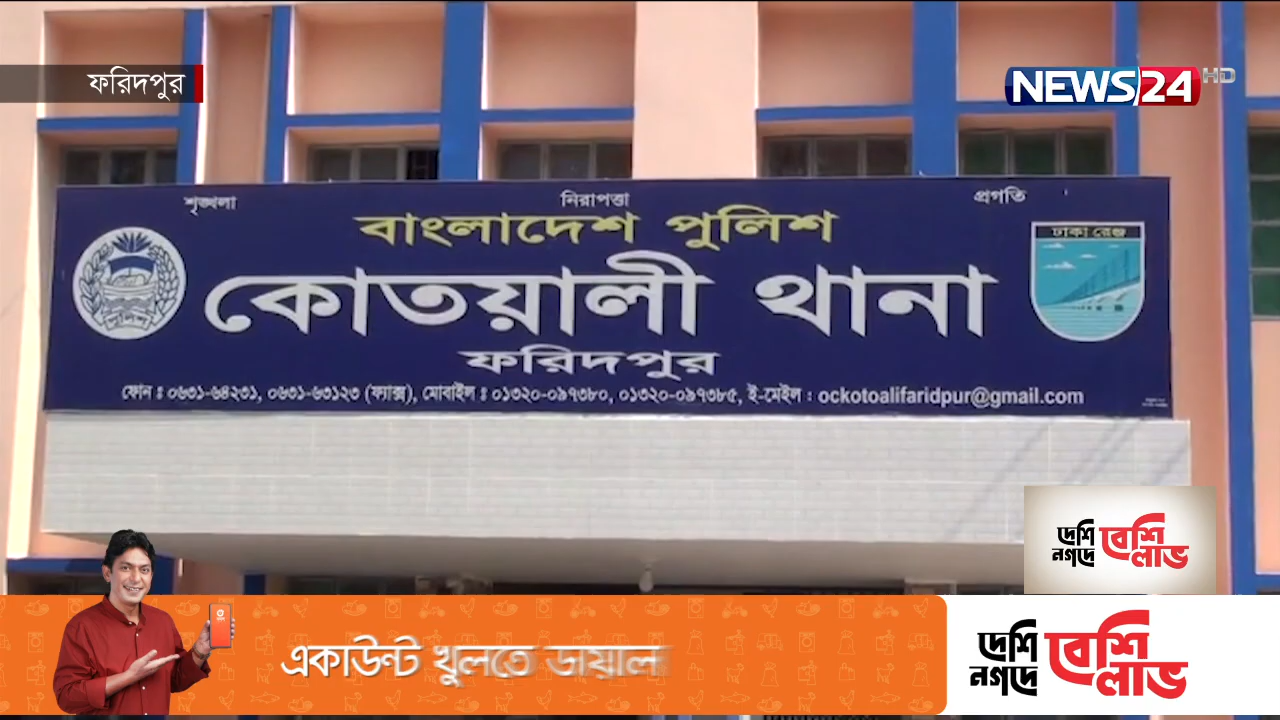 ফরিদপুর
NEWS24 HD
শৃঙ্খলা নিরাপত্তা প্রগতি
বাংলাদেশ পুলিশ
কোতয়ালী থানা
ফরিদপুর
ফোন : ০৬৩১-৬৪২৩১, ০৬৩১-৬৩১২৩ (ফ্যাক্স), মোবাইল : ০১৩২০-০৯৭৩৮০, ০১৩২০-০৯৭৩৮৫, ই-মেইল : ockotoalifaridpur@gmail.com
পুলিশ
ঢাকা রেঞ্জ
দেশি
নগদে
বেশি
লাভ
একাউন্ট খুলতে ডায়াল
দেশি
নগদে
বেশি
লাভ